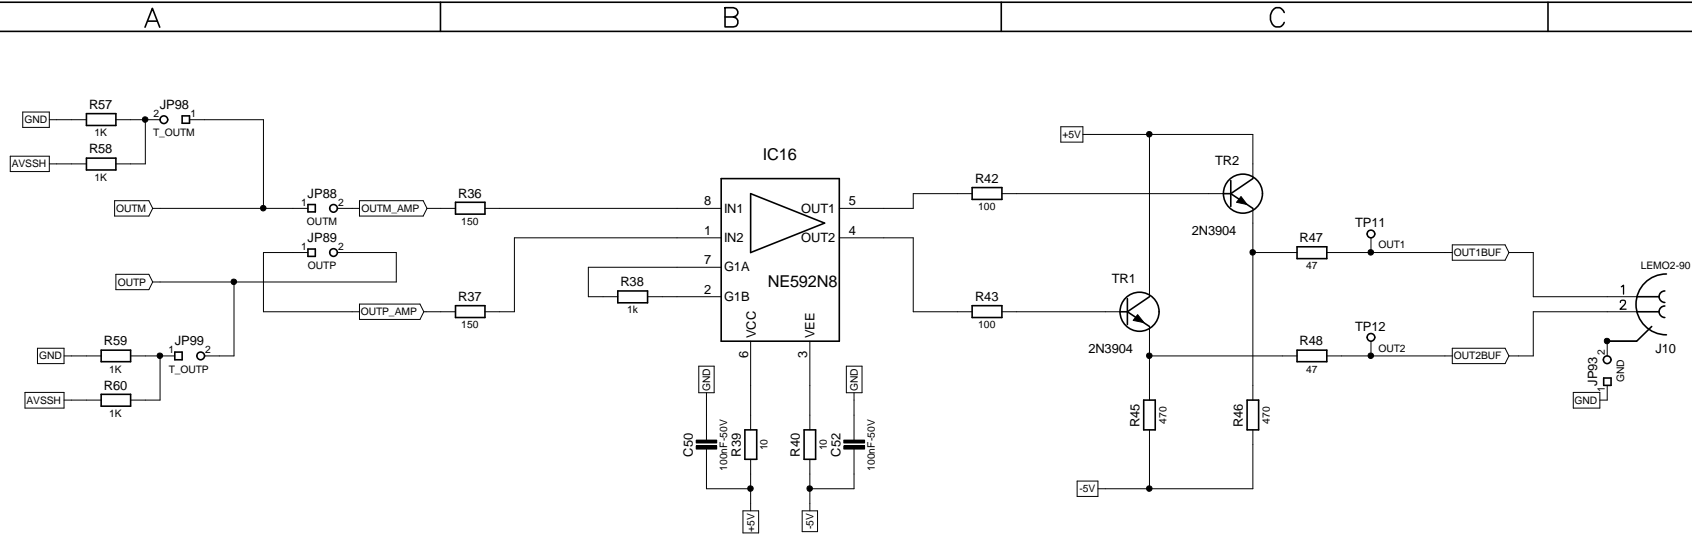 A
B
C
GND
R57
1K
2
JP98
1
T_OUTM
AVSSH
R58
1K
OUTM
1
JP88
2
OUTM
OUTM_AMP
R36
150
1
JP89
2
OUTP
OUTP
OUTP_AMP
R37
150
GND
R59
1K
1
JP99
2
T_OUTP
AVSSH
R60
1K
IC16
8
IN1
OUT1
5
1
IN2
OUT2
4
7
G1A
2
G1B
NE592N8
VCC
VEE
6
3
R38
1k
GND
C50
100nF-50V
R39
10
+5V
R40
10
-5V
GND
C52
100nF-50V
R42
100
R43
100
+5V
TR2
2N3904
TR1
2N3904
R45
470
R46
470
-5V
R47
47
TP11
OUT1
OUT1BUF
R48
47
TP12
OUT2
OUT2BUF
LEMO2-90
1
2
J10
JP93
2
1
GND
GND